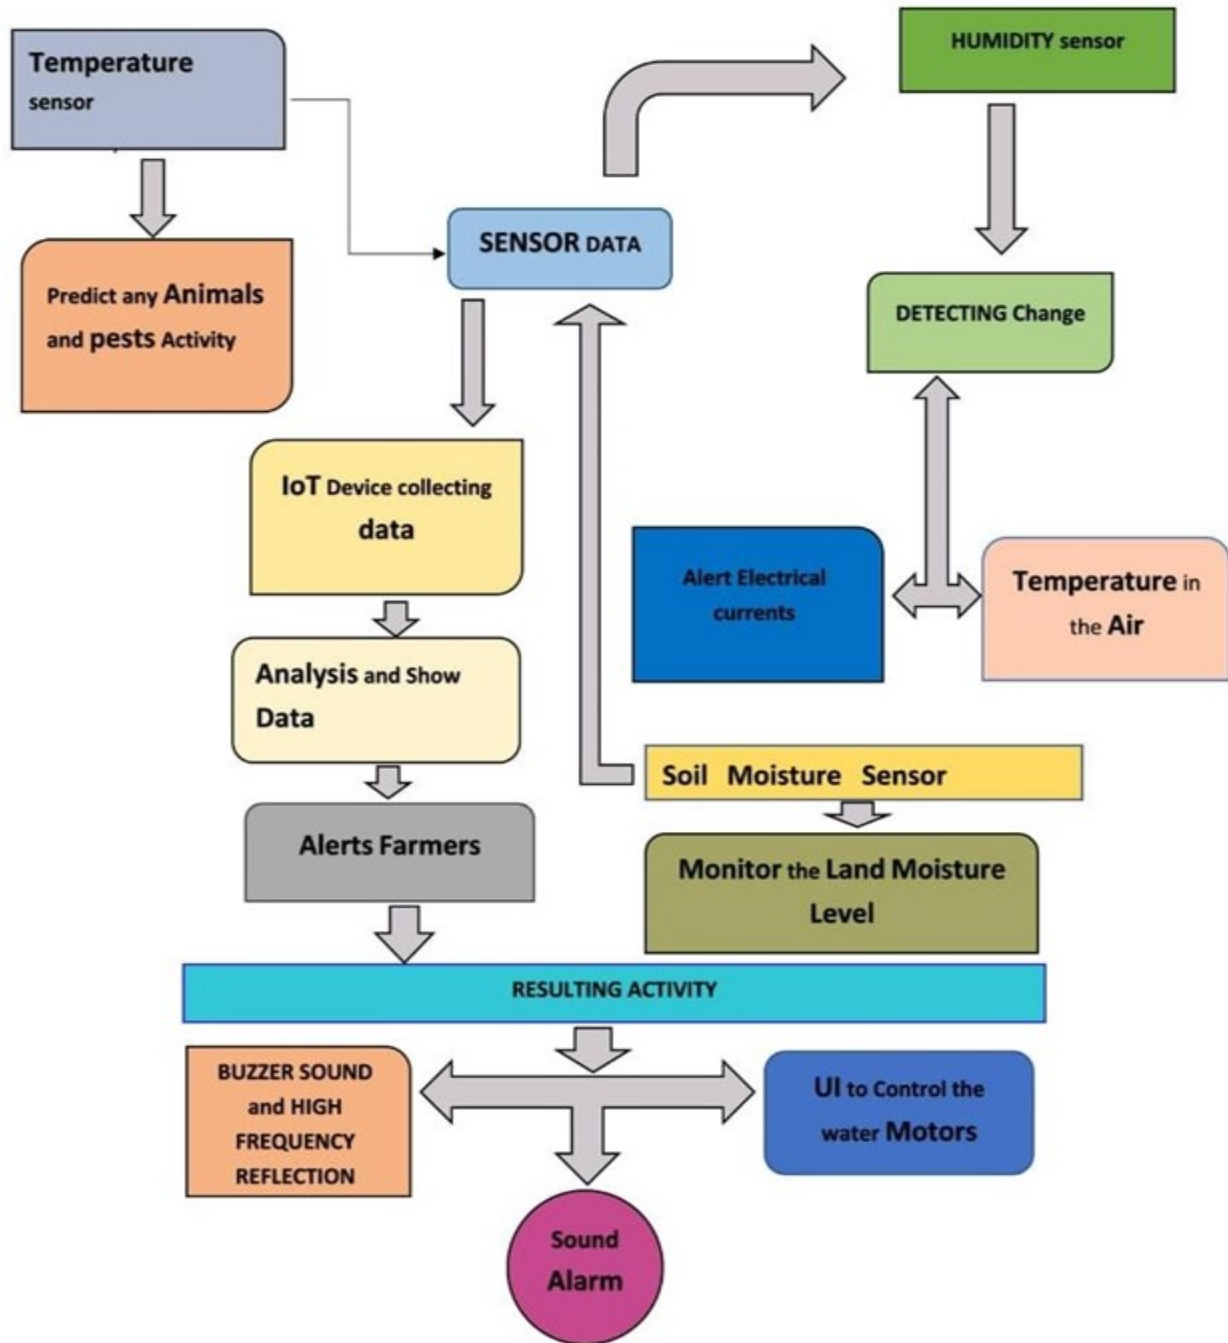 Temperature
sensor
HUMIDITY sensor
SENSOR DATA
Predict any Animals
and pests Activity
DETECTING Change
IoT Device collecting
data
Alert Electrical
currents
Temperature in
the Air
Analysis and Show
Data
Soil Moisture Sensor
Alerts Farmers
Monitor the Land Moisture
Level
RESULTING ACTIVITY
BUZZER SOUND
and HIGH
FREQUENCY
REFLECTION
UI to Control the
water Motors
Sound
Alarm